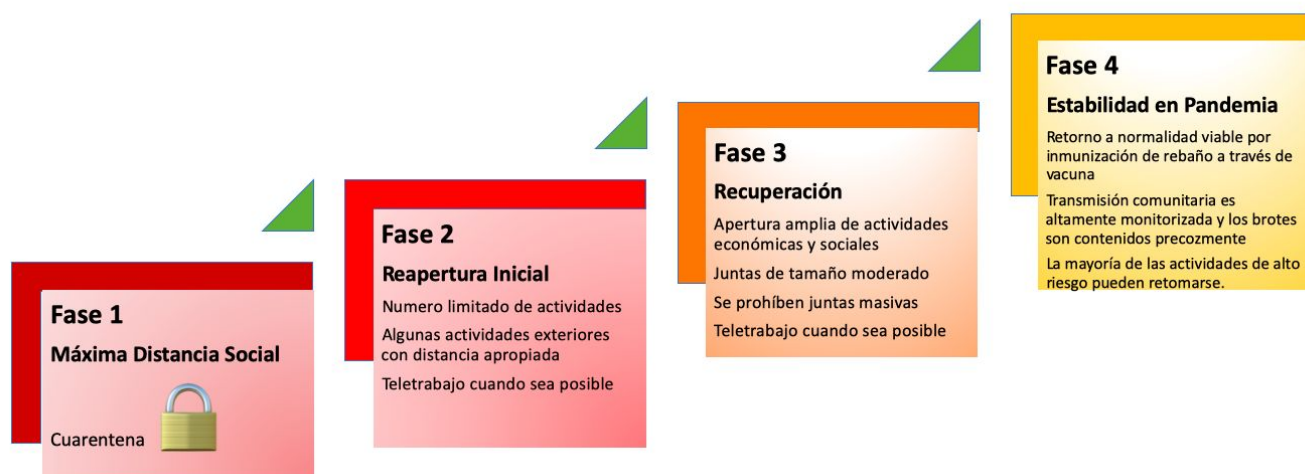 Fase 1
Máxima Distancia Social
Cuarentena
Fase 2
Reapertura Inicial
Numero limitado de actividades
Algunas actividades exteriores
con distancia apropiada
Teletrabajo cuando sea posible
Fase 3
Recuperación
Apertura amplia de actividades
económicas y sociales
Juntas de tamaño moderado
Se prohíben juntas masivas
Teletrabajo cuando sea posible
Fase 4
Estabilidad en Pandemia
Retorno a normalidad viable por
inmunización de rebaño a través de
vacuna
Transmisión comunitaria es
altamente monitorizada y los brotes
son contenidos precozmente
La mayoría de las actividades de alto
riesgo pueden retomarse.